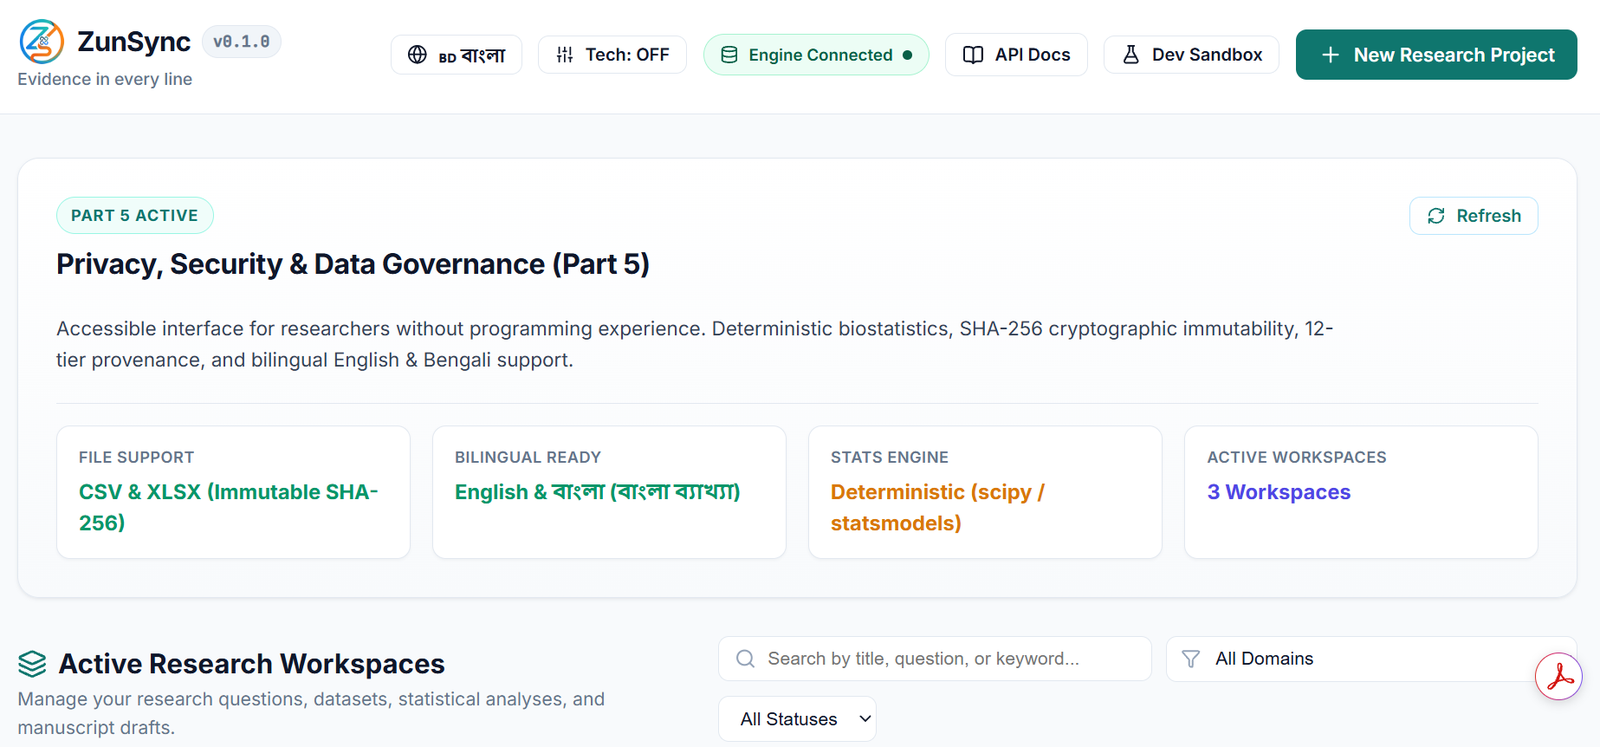 ZunSync v0.1.0
Evidence in every line
BD বাংলা
Tech: OFF
Engine Connected
API Docs
Dev Sandbox
New Research Project
PART 5 ACTIVE
Refresh
Privacy, Security & Data Governance (Part 5)
Accessible interface for researchers without programming experience. Deterministic biostatistics, SHA-256 cryptographic immutability, 12-
tier provenance, and bilingual English & Bengali support.
FILE SUPPORT
CSV & XLSX (Immutable SHA-
256)
BILINGUAL READY
English & বাংলা (বাংলা ব্যাখ্যা)
STATS ENGINE
Deterministic (scipy /
statsmodels)
ACTIVE WORKSPACES
3 Workspaces
Active Research Workspaces
Manage your research questions, datasets, statistical analyses, and
manuscript drafts.
Search by title, question, or keyword...
All Domains
All Statuses